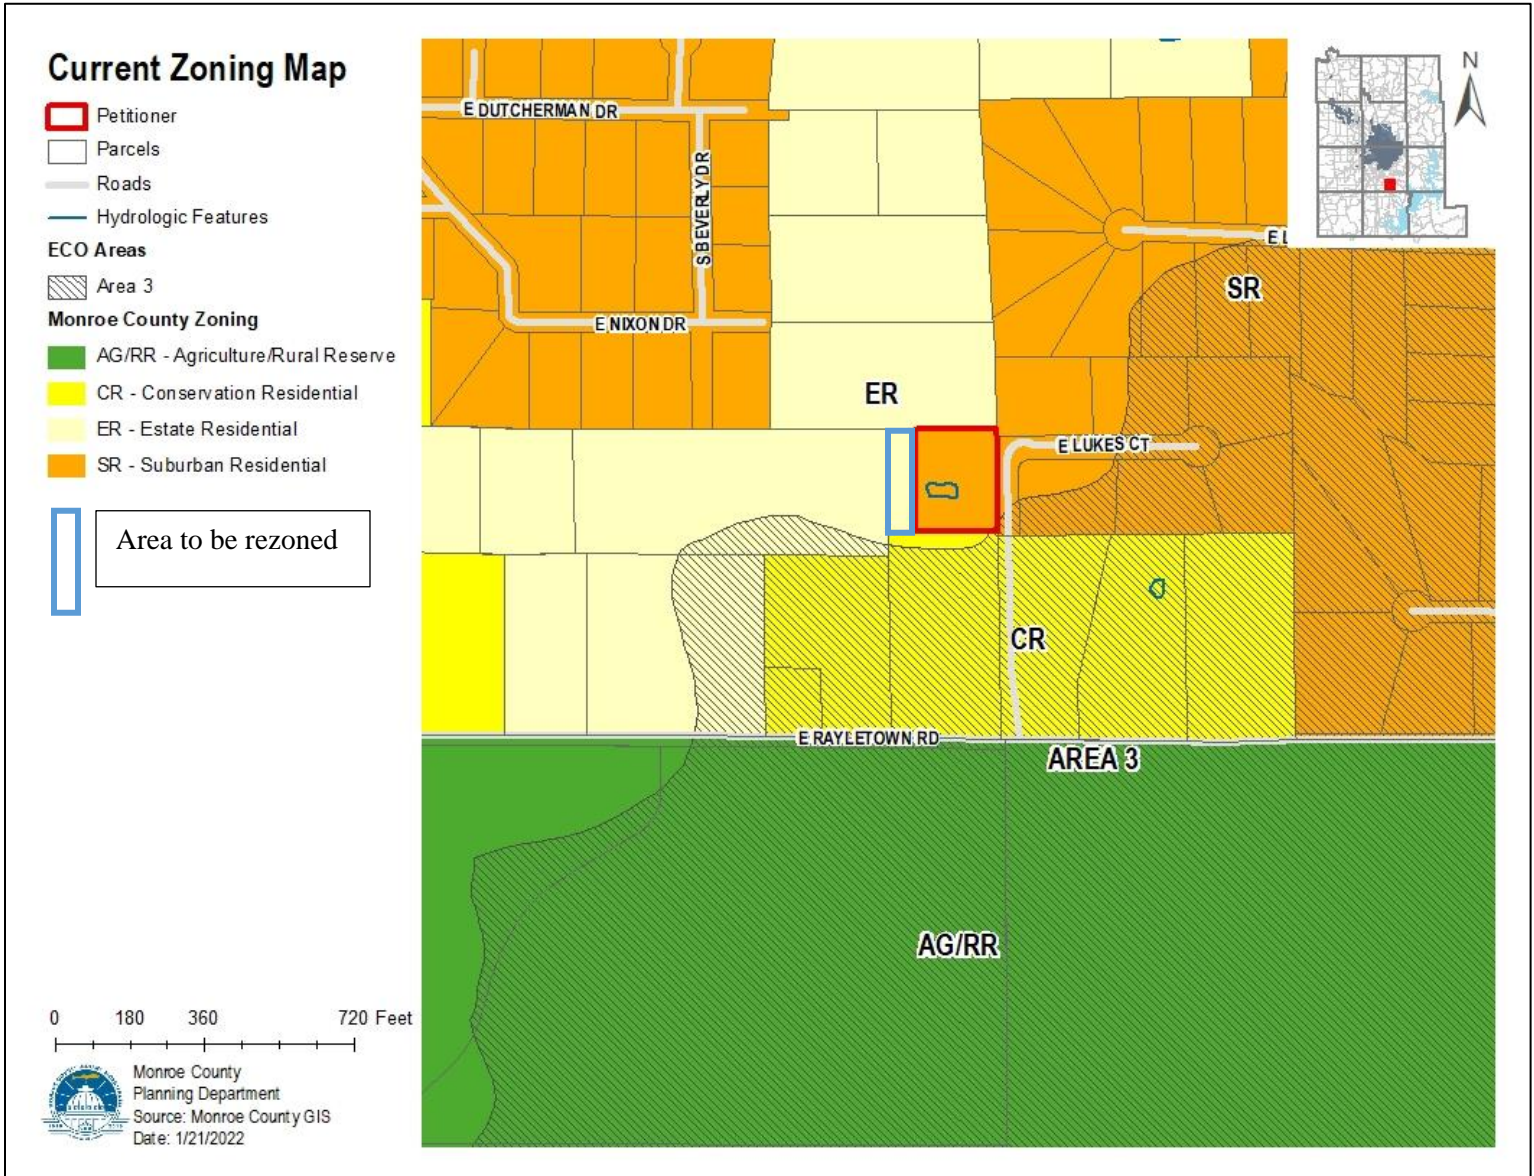 Current Zoning Map
Petitioner
Parcels
Roads
Hydrologic Features
ECO Areas
Area 3
Monroe County Zoning
AG/RR - Agriculture/Rural Reserve
CR - Conservation Residential
ER - Estate Residential
SR - Suburban Residential
Area to be rezoned
0 180 360 720 Feet
Monroe County
Planning Department
Source: Monroe County GIS
Date: 1/21/2022
N
E DUTCHERMAN DR
S BEVERLY DR
E L
SR
E NIXON DR
ER
E LUKES CT
CR
E RAYLETOWN RD
AREA 3
AG/RR